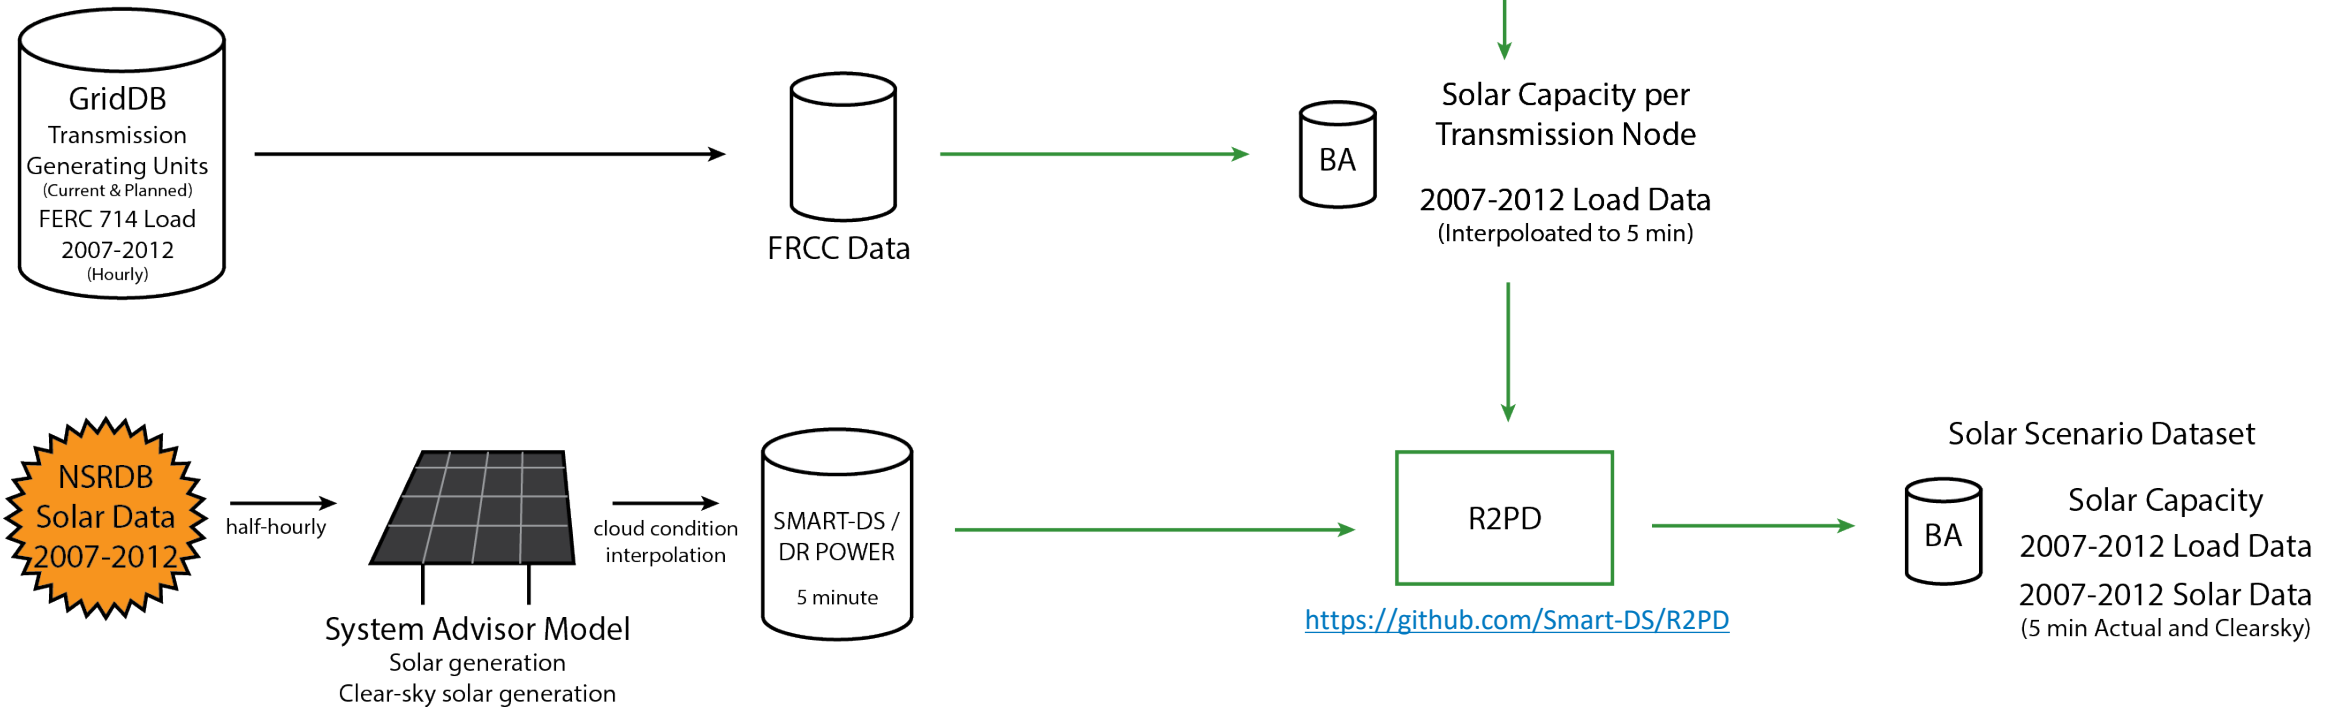 GridDB
Transmission
Generating Units
(Current & Planned)
FERC 714 Load
2007-2012
(Hourly)
FRCC Data
BA
Solar Capacity per
Transmission Node
2007-2012 Load Data
(Interpoloated to 5 min)
NSRDB
Solar Data
2007-2012
half-hourly
System Advisor Model
Solar generation
Clear-sky solar generation
cloud condition
interpolation
SMART-DS /
DR POWER
5 minute
R2PD
https://github.com/Smart-DS/R2PD
Solar Scenario Dataset
BA
Solar Capacity
2007-2012 Load Data
2007-2012 Solar Data
(5 min Actual and Clearsky)